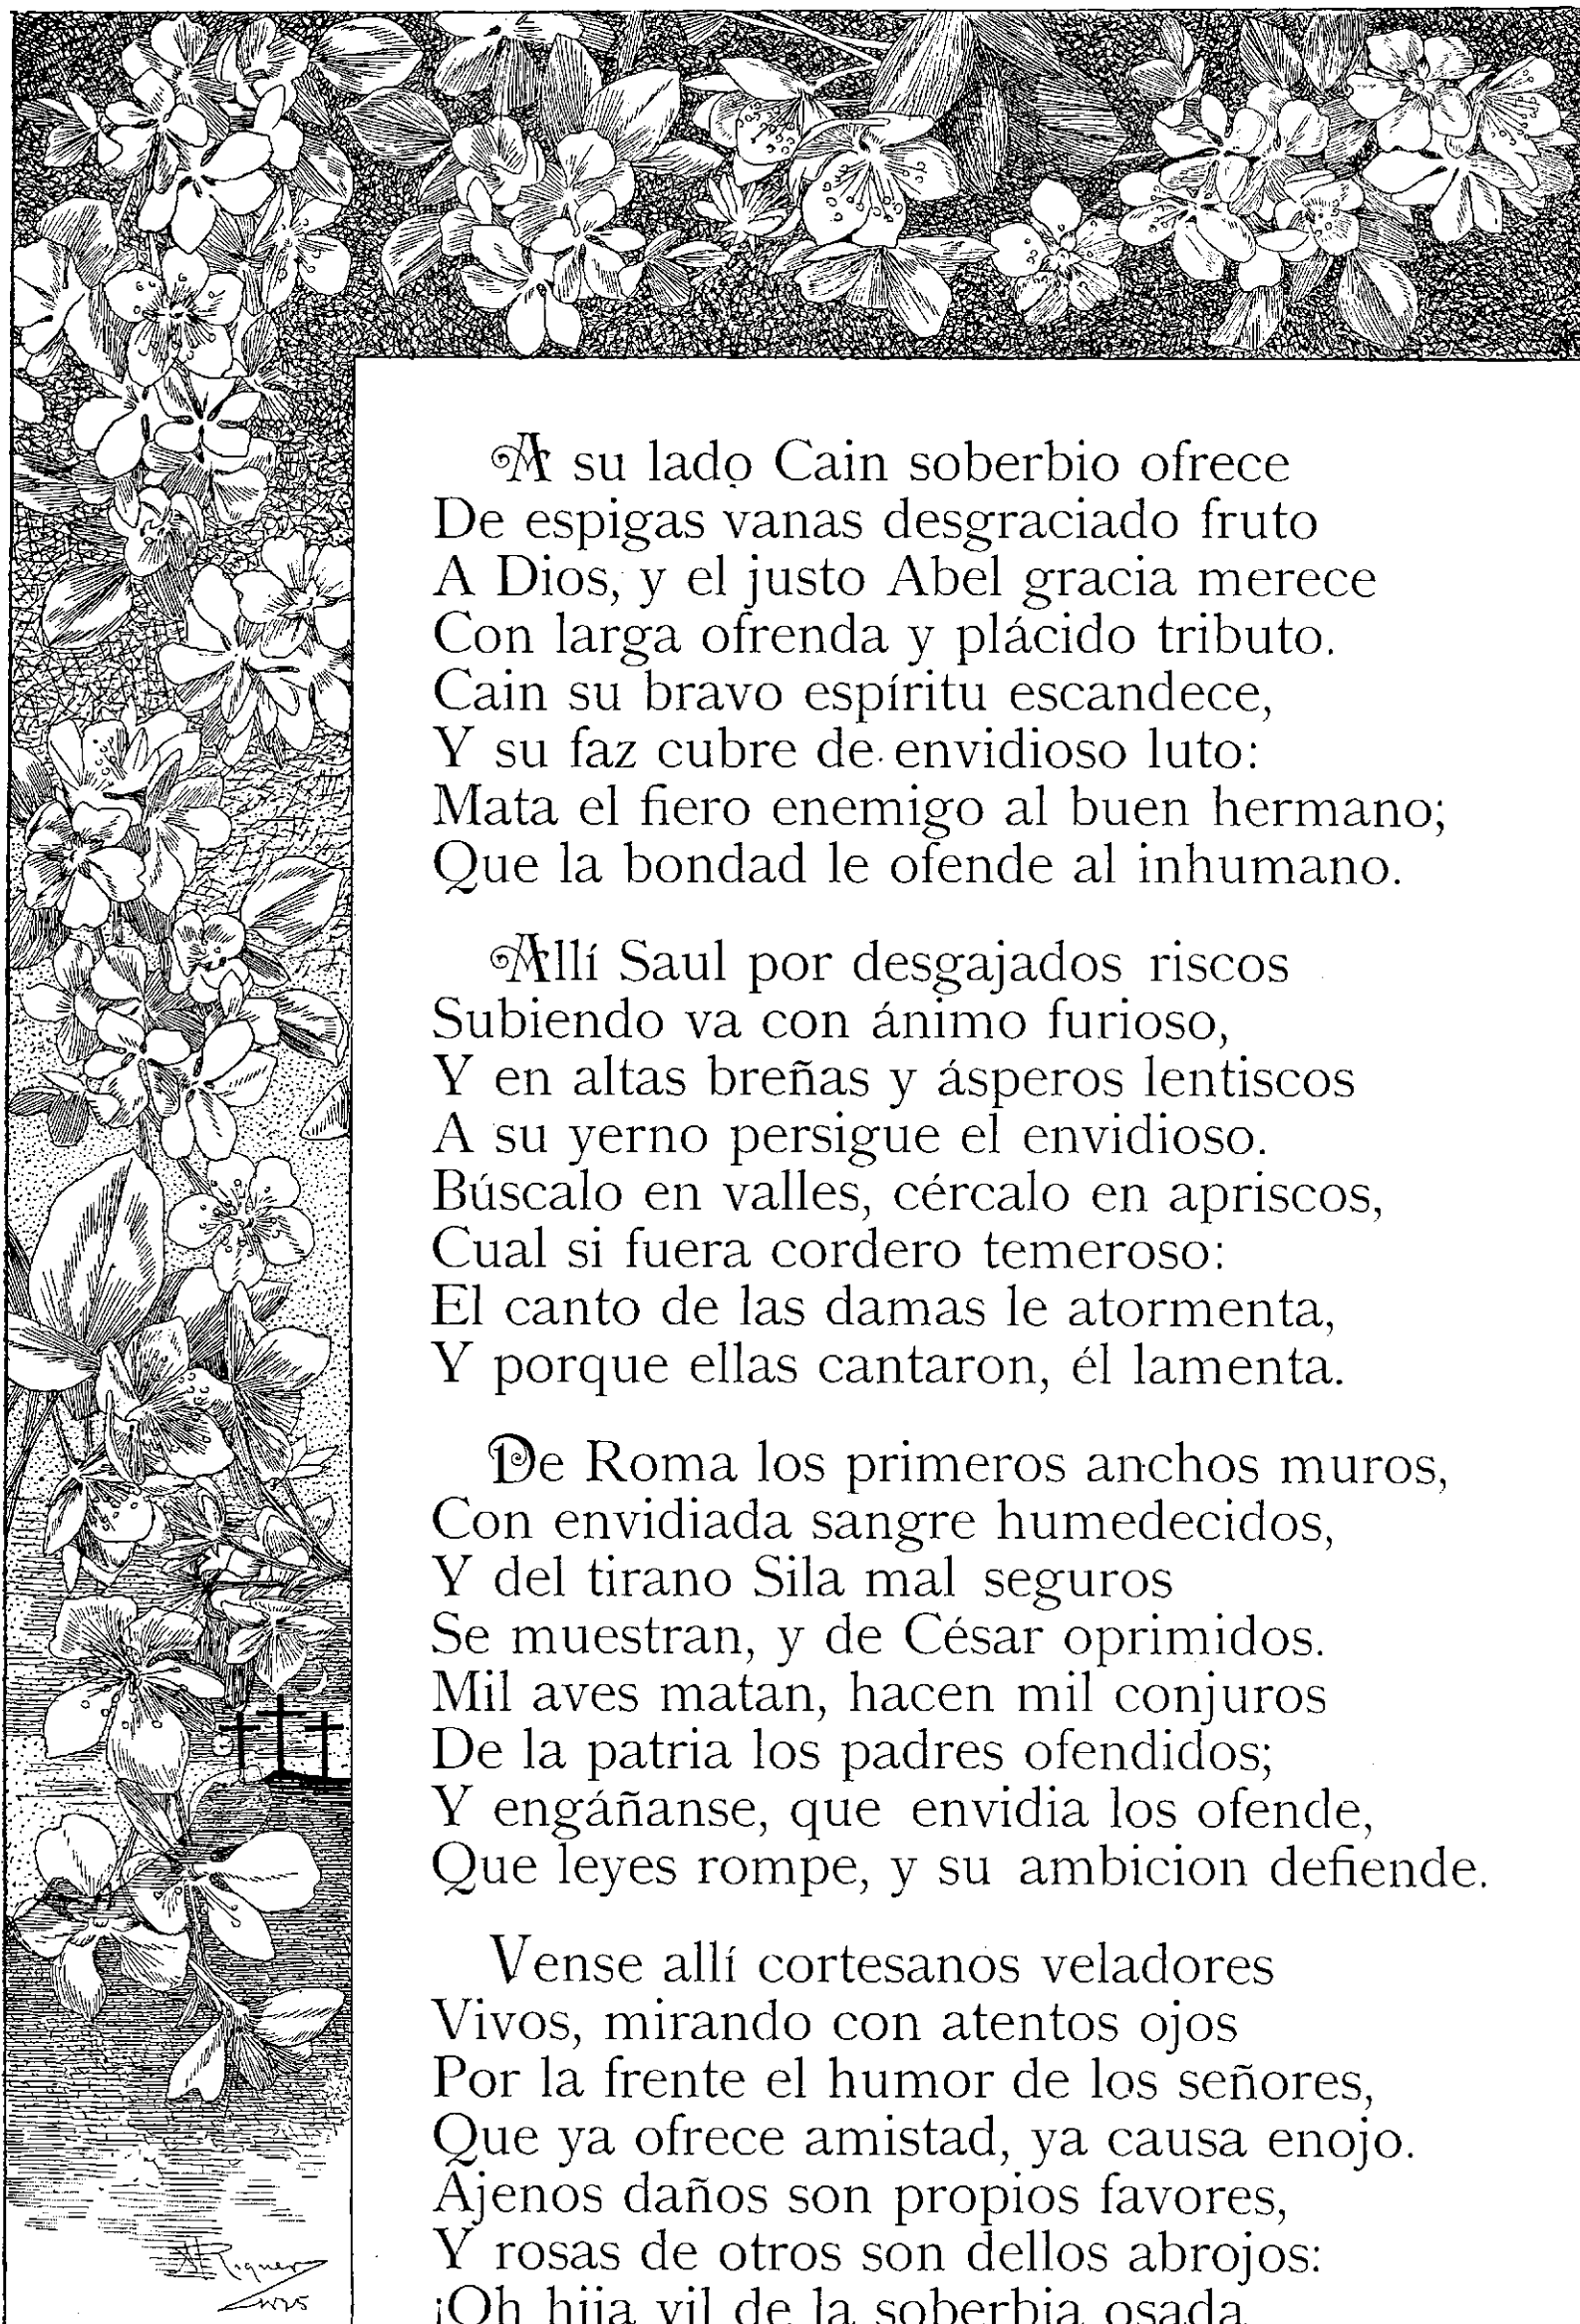 A su lado Cain soberbio ofrece
De espigas vanas desgraciado fruto
A Dios, y el justo Abel gracia merece
Con larga ofrenda y plácido tributo.
Cain su bravo espíritu escandece,
Y su faz cubre de envidioso luto:
Mata el fiero enemigo al buen hermano;
Que la bondad le ofende al inhumano.
Allí Saul por desgajados riscos
Subiendo va con ánimo furioso,
Y en altas breñas y ásperos lentiscos
A su yerno persigue el envidioso.
Búscalo en valles, cércalo en apriscos,
Cual si fuera cordero temeroso:
El canto de las damas le atormenta,
Y porque ellas cantaron, él lamenta.
De Roma los primeros anchos muros,
Con envidiada sangre humedecidos,
Y del tirano Sila mal seguros
Se muestran, y de César oprimidos.
Mil aves matan, hacen mil conjuros
De la patria los padres ofendidos;
Y engáñanse, que envidia los ofende,
Que leyes rompe, y su ambicion defiende.
Vense allí cortesanos veladores
Vivos, mirando con atentos ojos
Por la frente el humor de los señores,
Que ya ofrece amistad, ya causa enojo.
Ajenos daños son propios favores,
Y rosas de otros son dellos abrojos:
¡Oh hija vil de la soberbia osada
A Riquer